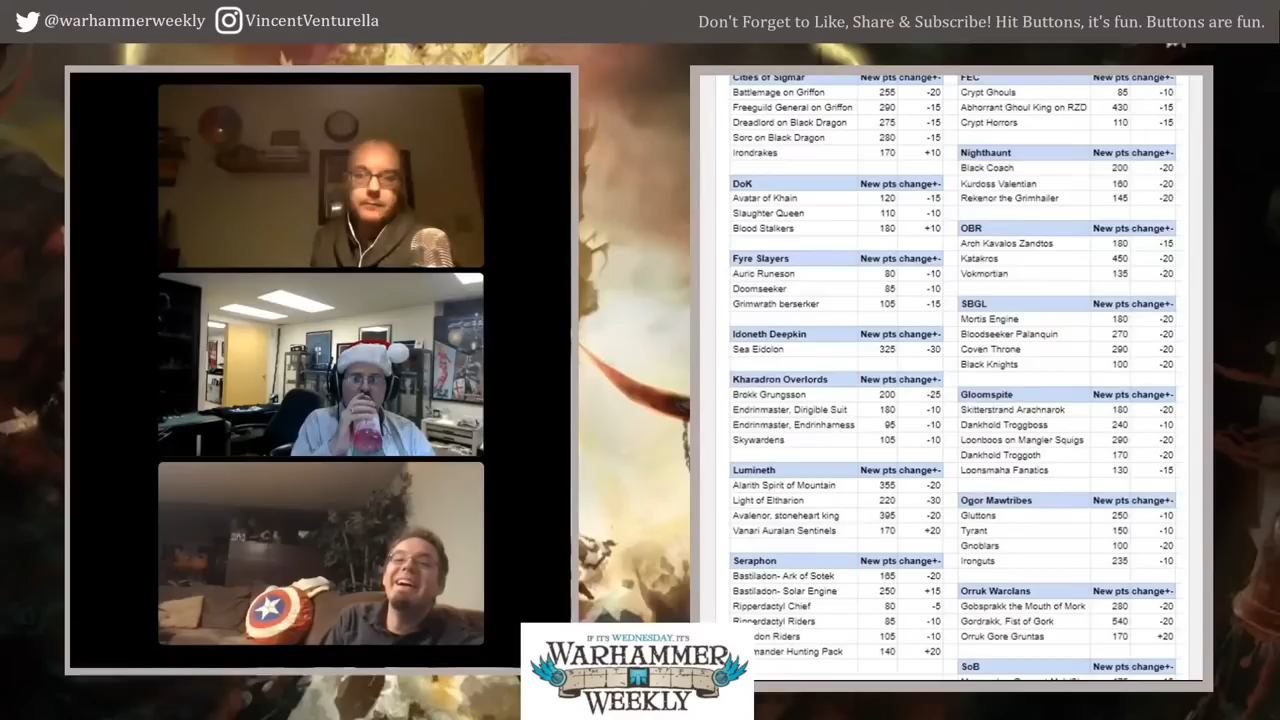 @warhammerweekly VincentVenturella
Don't Forget to Like, Share & Subscribe! Hit Buttons, it's fun. Buttons are fun.
Cities of Sigmar New pts change+-
Battlemage on Griffon 255 -20
Freeguild General on Griffon 290 -15
Dreadlord on Black Dragon 275 -15
Sorc on Black Dragon 280 -15
Irondrakes 170 +10
DoK New pts change+-
Avatar of Khain 120 -15
Slaughter Queen 110 -10
Blood Stalkers 180 +10
Fyre Slayers New pts change+-
Auric Runeson 80 -10
Doomseeker 85 -10
Grimwrath berserker 105 -15
Idoneth Deepkin New pts change+-
Sea Eidolon 325 -30
Kharadron Overlords New pts change+-
Brokk Grungsson 200 -25
Endrinmaster, Dirigible Suit 180 -10
Endrinmaster, Endrinharness 95 -10
Skywardens 105 -10
Lumineth New pts change+-
Alarith Spirit of Mountain 355 -20
Light of Eltharion 220 -30
Avalenor, stoneheart king 395 -20
Vanari Auralan Sentinels 170 +20
Seraphon New pts change+-
Bastiladon- Ark of Sotek 165 -20
Bastiladon- Solar Engine 250 +15
Ripperdactyl Chief 80 -5
Ripperdactyl Riders 85 -10
don Riders 105 -10
mander Hunting Pack 140 +20
FEC New pts change+-
Crypt Ghouls 85 -10
Abhorrant Ghoul King on RZD 430 -15
Crypt Horrors 110 -15
Nighthaunt New pts change+-
Black Coach 200 -20
Kurdoss Valentian 160 -20
Rekenor the Grimhailer 145 -20
OBR New pts change+-
Arch Kavalos Zandtos 180 -15
Katakros 450 -20
Vokmortian 135 -20
SBGL New pts change+-
Mortis Engine 180 -20
Bloodseeker Palanquin 270 -20
Coven Throne 290 -20
Black Knights 100 -20
Gloomspite New pts change+-
Skitterstrand Arachnarok 180 -20
Dankhold Troggboss 240 -10
Loonboos on Mangler Squigs 290 -20
Dankhold Troggoth 170 -20
Loonsmaha Fanatics 130 -15
Ogor Mawtribes New pts change+-
Gluttons 250 -10
Tyrant 150 -10
Gnoblars 100 -20
Ironguts 235 -10
Orruk Warclans New pts change+-
Gobsprakk the Mouth of Mork 280 -20
Gordrakk, Fist of Gork 540 -20
Orruk Gore Gruntas 170 +20
SoB New pts change+-
IF IT'S WEDNESDAY, IT'S
WARHAMMER
WEEKLY